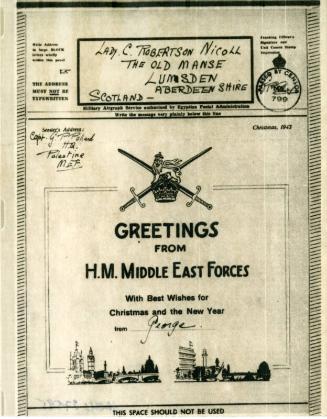 Write Address
in large BLOCK
letters wholly
within this panel
THE ADDRESS
MUST NOT BE
TYPEWRITTEN
LADY. C. ROBERTSON NICOLL
THE OLD MANSE
LUMSDEN
ABERDEENSHIRE
SCOTLAND
PASSED BY CENSOR
799
Military Airgraph Service authorised by Egyptian Postal Administration
Write the message very plainly below this line
Sender's Address:
Capt. G.
H.Q.
Palestine
M.E.F.
Christmas, 1943
GREETINGS
FROM
H.M. MIDDLE EAST FORCES
With Best Wishes for
Christmas and the New Year
from George.
THIS SPACE SHOULD NOT BE USED